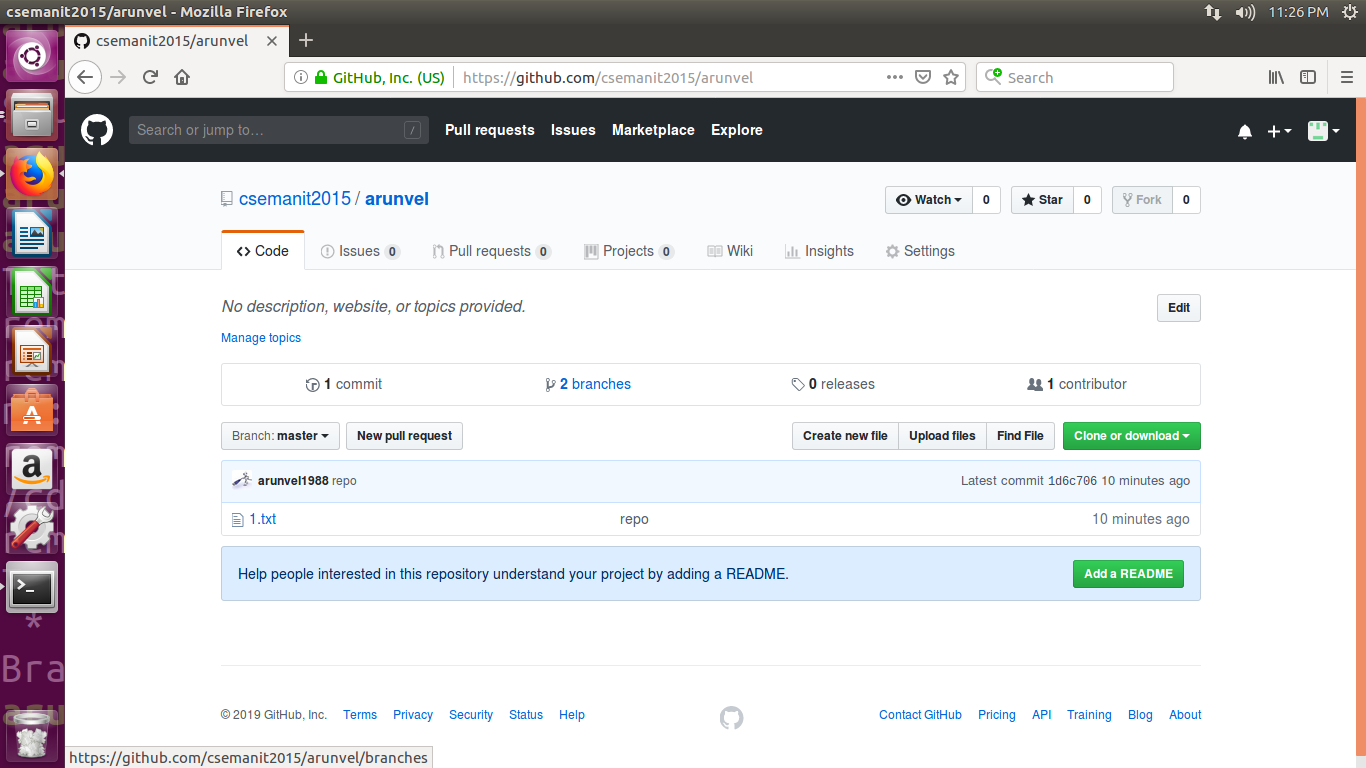 csemanit2015/arunvel - Mozilla Firefox 11:26 PM
csemanit2015/arunvel
GitHub, Inc. (US) https://github.com/csemanit2015/arunvel Search
Search or jump to… / Pull requests Issues Marketplace Explore
csemanit2015 / arunvel Watch 0 Star 0 Fork 0
Code Issues 0 Pull requests 0 Projects 0 Wiki Insights Settings
No description, website, or topics provided. Edit
Manage topics
1 commit 2 branches 0 releases 1 contributor
Branch: master New pull request Create new file Upload files Find File Clone or download
arunvel1988 repo Latest commit 1d6c706 10 minutes ago
1.txt repo 10 minutes ago
Help people interested in this repository understand your project by adding a README. Add a README
* 
Bra
© 2019 GitHub, Inc. Terms Privacy Security Status Help Contact GitHub Pricing API Training Blog About
https://github.com/csemanit2015/arunvel/branches